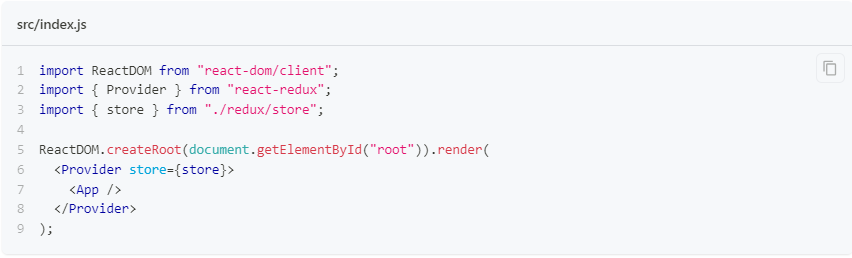 src/index.js
1 import ReactDOM from "react-dom/client";
2 import { Provider } from "react-redux";
3 import { store } from "./redux/store";
4
5 ReactDOM.createRoot(document.getElementById("root")).render(
6   <Provider store={store}>
7     <App />
8   </Provider>
9 );